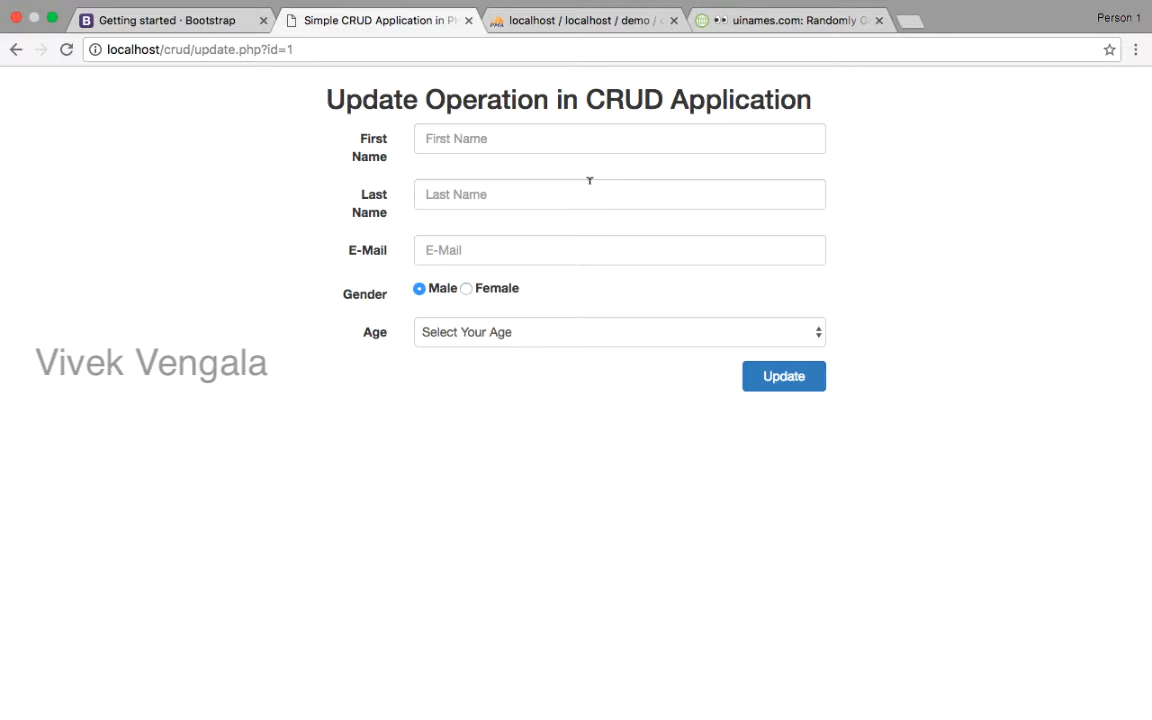 Getting started · Bootstrap
Simple CRUD Application in P
localhost / localhost / demo /
uinames.com: Randomly G
Person 1
localhost/crud/update.php?id=1
Update Operation in CRUD Application
First Name
First Name
Last Name
Last Name
E-Mail
E-Mail
Gender
Male
Female
Age
Select Your Age
Update
Vivek Vengala